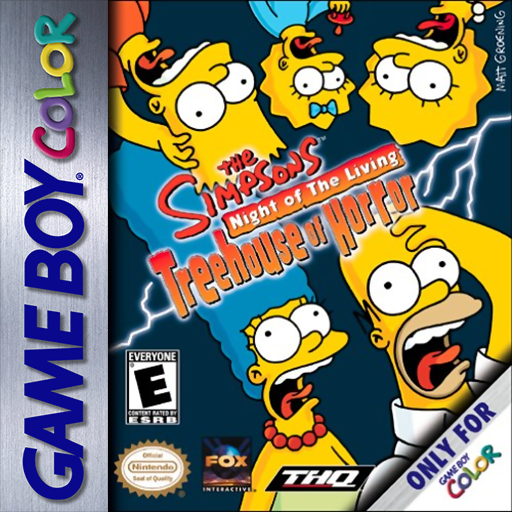 GAME BOY COLOR
MATT GROENING
THE
SIMPSONS
Night of The Living
Treehouse of Horror
EVERYONE
E
CONTENT RATED BY
ESRB
Official
Nintendo
Seal of Quality
FOX
INTERACTIVE
THQ
ONLY FOR
GAME BOY
COLOR